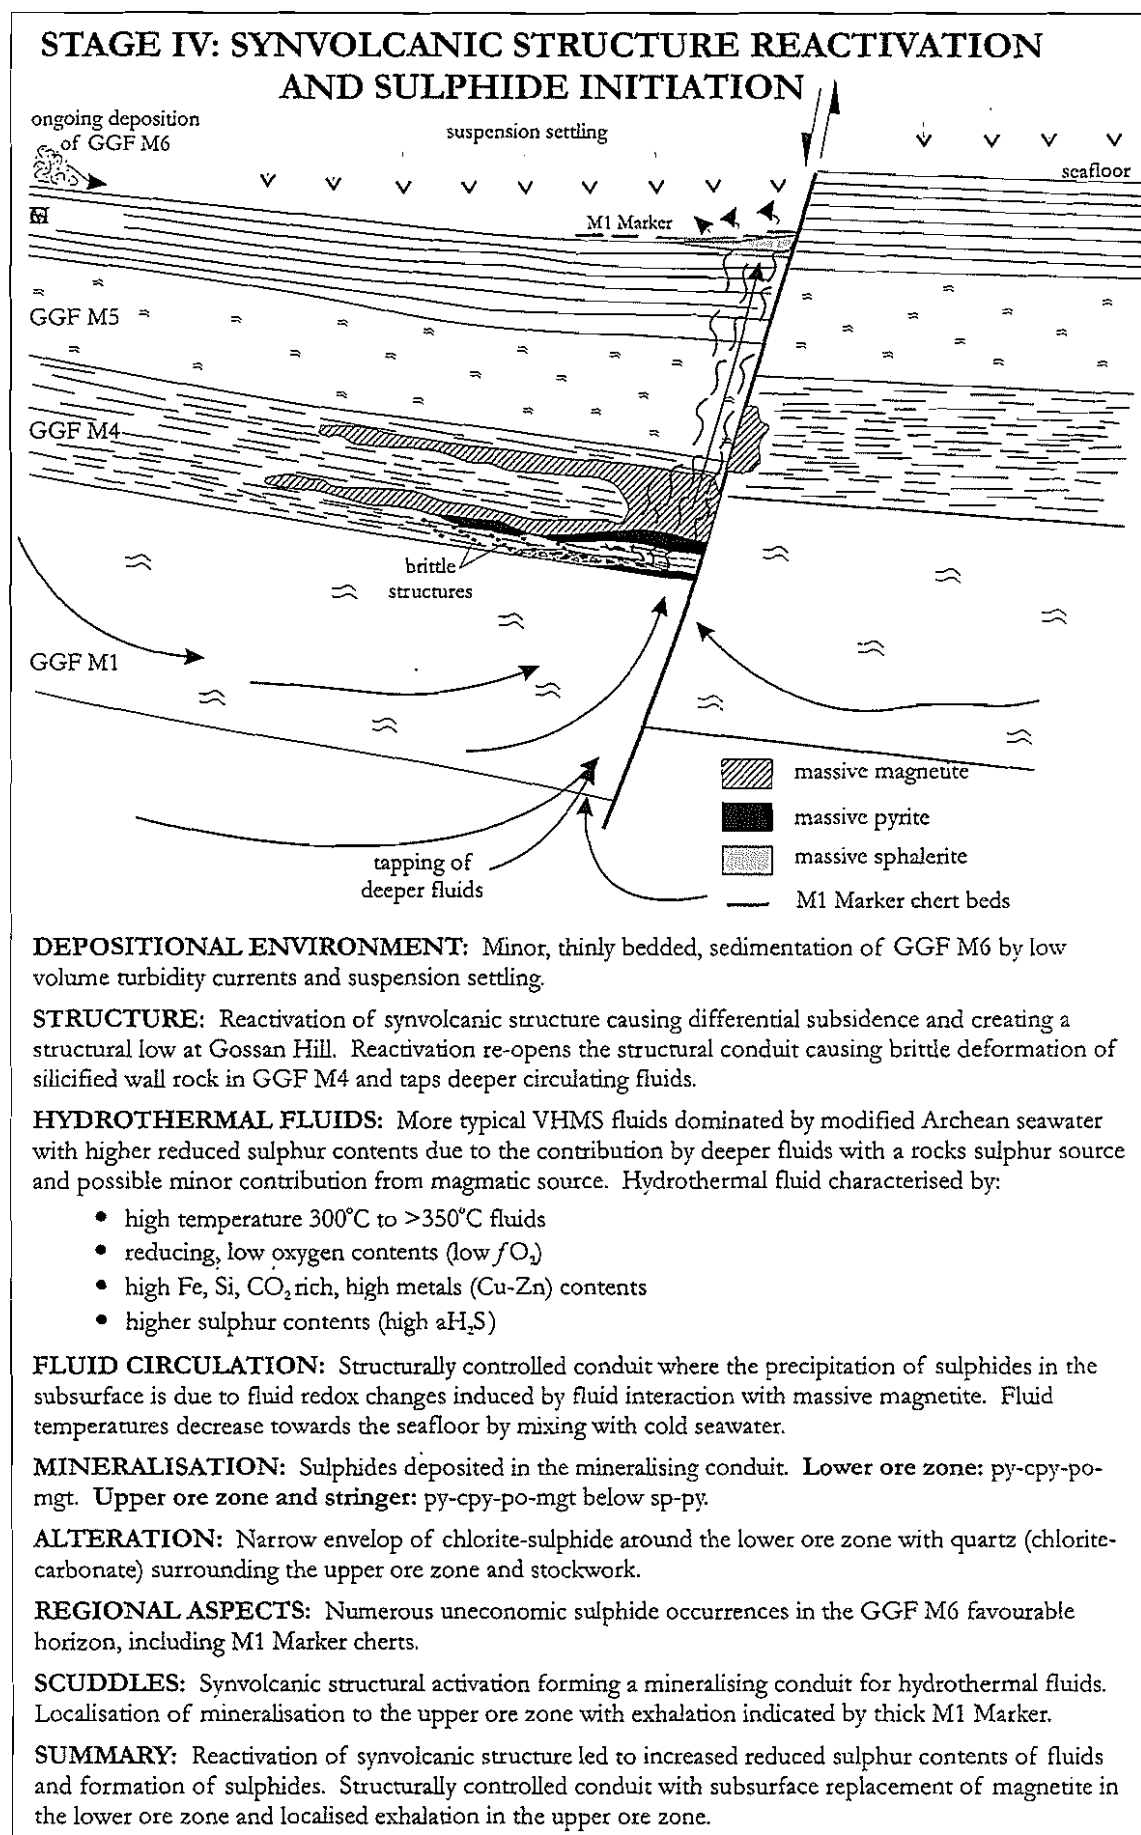 STAGE IV: SYNVOLCANIC STRUCTURE REACTIVATION
AND SULPHIDE INITIATION
ongoing deposition
of GGF M6
suspension settling
seafloor
M1 Marker
GGF M5
GGF M4
brittle
structures
GGF M1
massive magnetite
massive pyrite
massive sphalerite
M1 Marker chert beds
tapping of
deeper fluids
DEPOSITIONAL ENVIRONMENT: Minor, thinly bedded, sedimentation of GGF M6 by low
volume turbidity currents and suspension settling.
STRUCTURE: Reactivation of synvolcanic structure causing differential subsidence and creating a
structural low at Gossan Hill. Reactivation re-opens the structural conduit causing brittle deformation of
silicified wall rock in GGF M4 and taps deeper circulating fluids.
HYDROTHERMAL FLUIDS: More typical VHMS fluids dominated by modified Archean seawater
with higher reduced sulphur contents due to the contribution by deeper fluids with a rocks sulphur source
and possible minor contribution from magmatic source. Hydrothermal fluid characterised by:
• high temperature 300°C to >350°C fluids
• reducing, low oxygen contents (low fO₂)
• high Fe, Si, CO₂ rich, high metals (Cu-Zn) contents
• higher sulphur contents (high aH₂S)
FLUID CIRCULATION: Structurally controlled conduit where the precipitation of sulphides in the
subsurface is due to fluid redox changes induced by fluid interaction with massive magnetite. Fluid
temperatures decrease towards the seafloor by mixing with cold seawater.
MINERALISATION: Sulphides deposited in the mineralising conduit. Lower ore zone: py-cpy-po-
mgt. Upper ore zone and stringer: py-cpy-po-mgt below sp-py.
ALTERATION: Narrow envelop of chlorite-sulphide around the lower ore zone with quartz (chlorite-
carbonate) surrounding the upper ore zone and stockwork.
REGIONAL ASPECTS: Numerous uneconomic sulphide occurrences in the GGF M6 favourable
horizon, including M1 Marker cherts.
SCUDDLES: Synvolcanic structural activation forming a mineralising conduit for hydrothermal fluids.
Localisation of mineralisation to the upper ore zone with exhalation indicated by thick M1 Marker.
SUMMARY: Reactivation of synvolcanic structure led to increased reduced sulphur contents of fluids
and formation of sulphides. Structurally controlled conduit with subsurface replacement of magnetite in
the lower ore zone and localised exhalation in the upper ore zone.